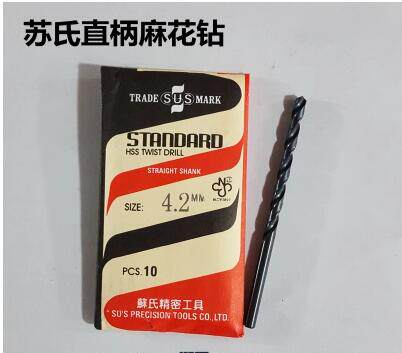 苏氏直柄麻花钻
TRADE SUS MARK
STANDARD
HSS TWIST DRILL
STRAIGHT SHANK
SIZE: 4.2MM
PCS.10
蘇氏精密工具
SU'S PRECISION TOOLS CO.,LTD.